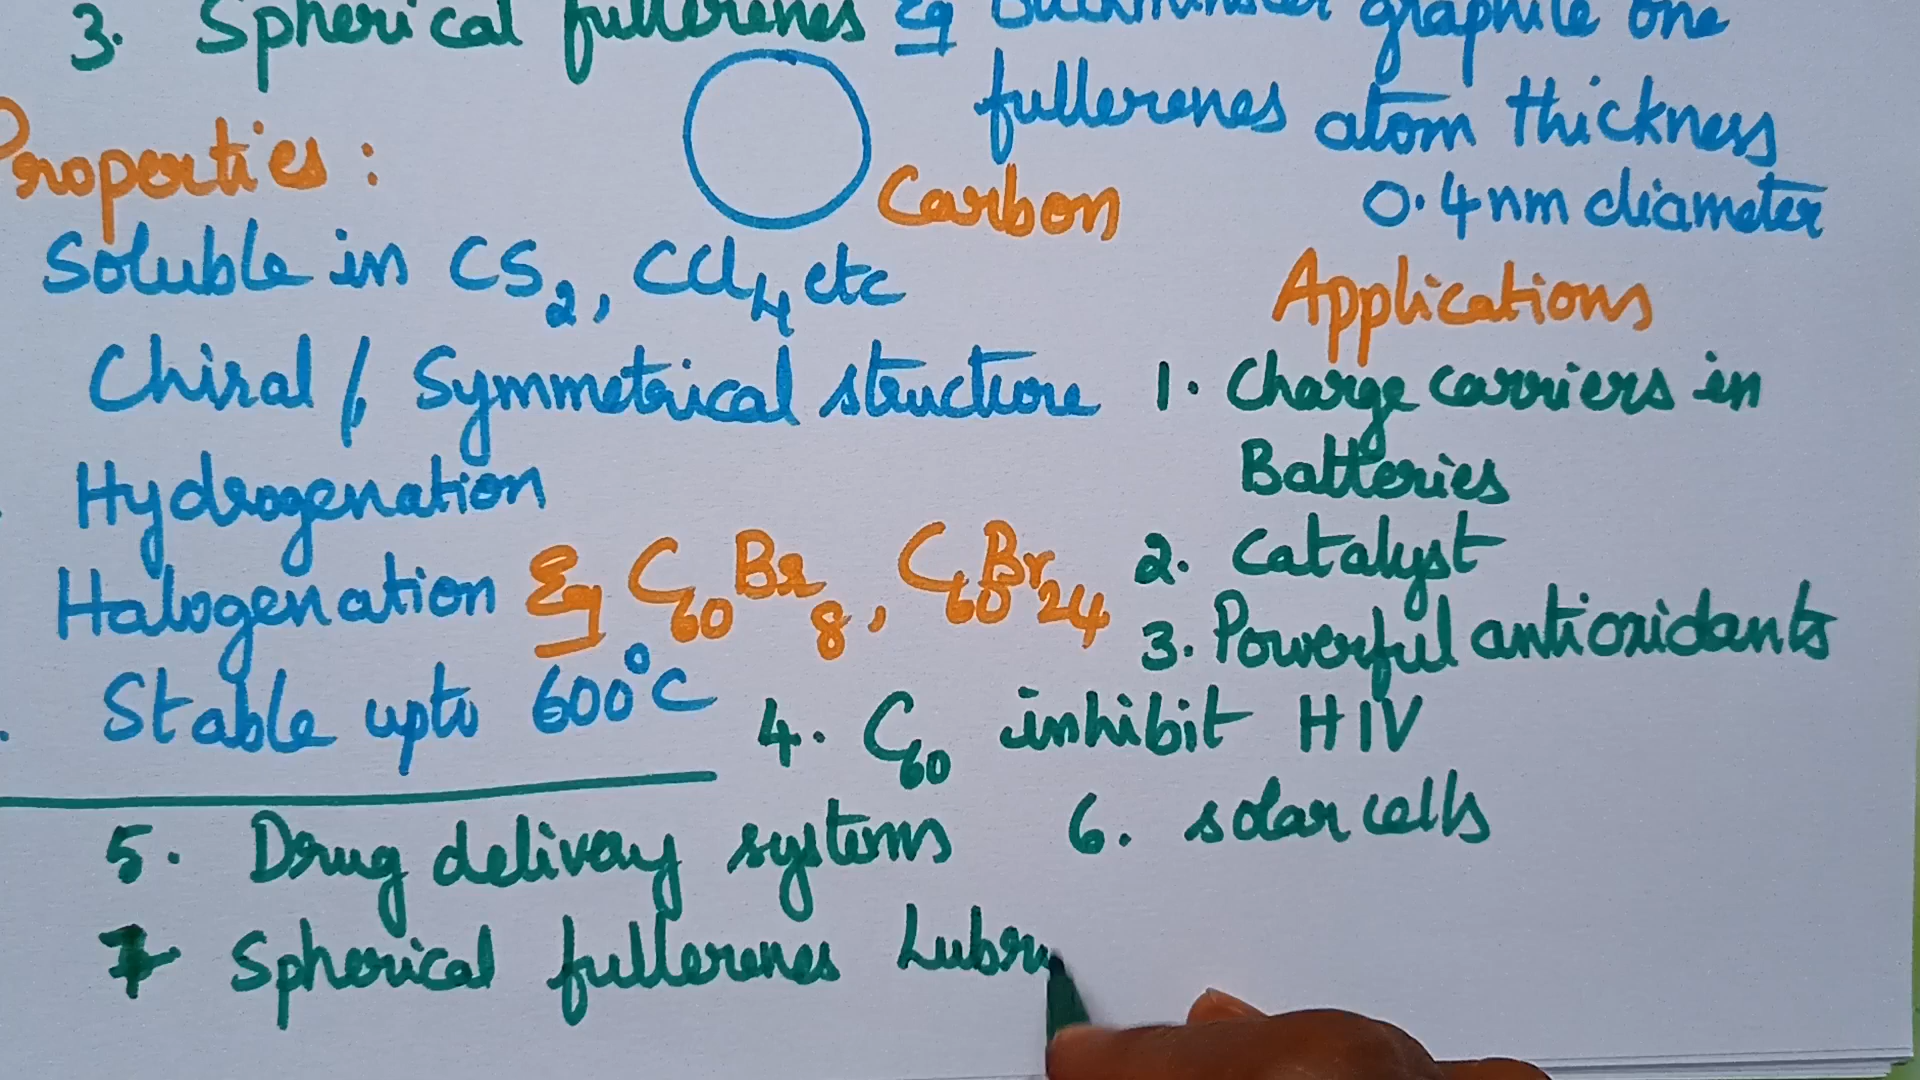 3. Spherical fullerenes Eg Buckminster graphite one
fullerenes atom thickness
0.4nm diameter
Properties :
Carbon
Soluble in CS2, CCl4 etc
Applications
Chiral / Symmetrical structure
1. Charge carriers in
Batteries
Hydrogenation
2. Catalyst
Halogenation Eg C60Br8, C60Br24
3. Powerful antioxidants
Stable upto 600°C
4. C60 inhibit HIV
5. Drug delivery systems
6. solar cells
7 Spherical fullerenes Lubr